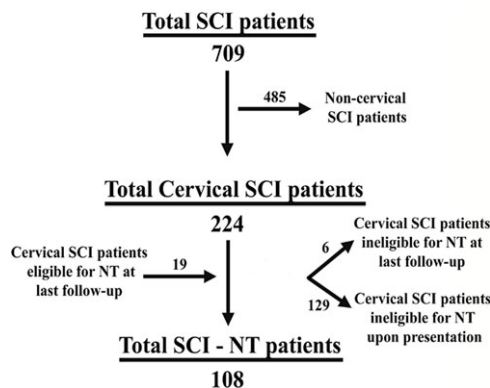 Total SCI patients
709
485
Non-cervical
SCI patients
Total Cervical SCI patients
224
Cervical SCI patients
eligible for NT at
last follow-up
19
6
Cervical SCI patients
ineligible for NT at
last follow-up
129
Cervical SCI patients
ineligible for NT
upon presentation
Total SCI - NT patients
108